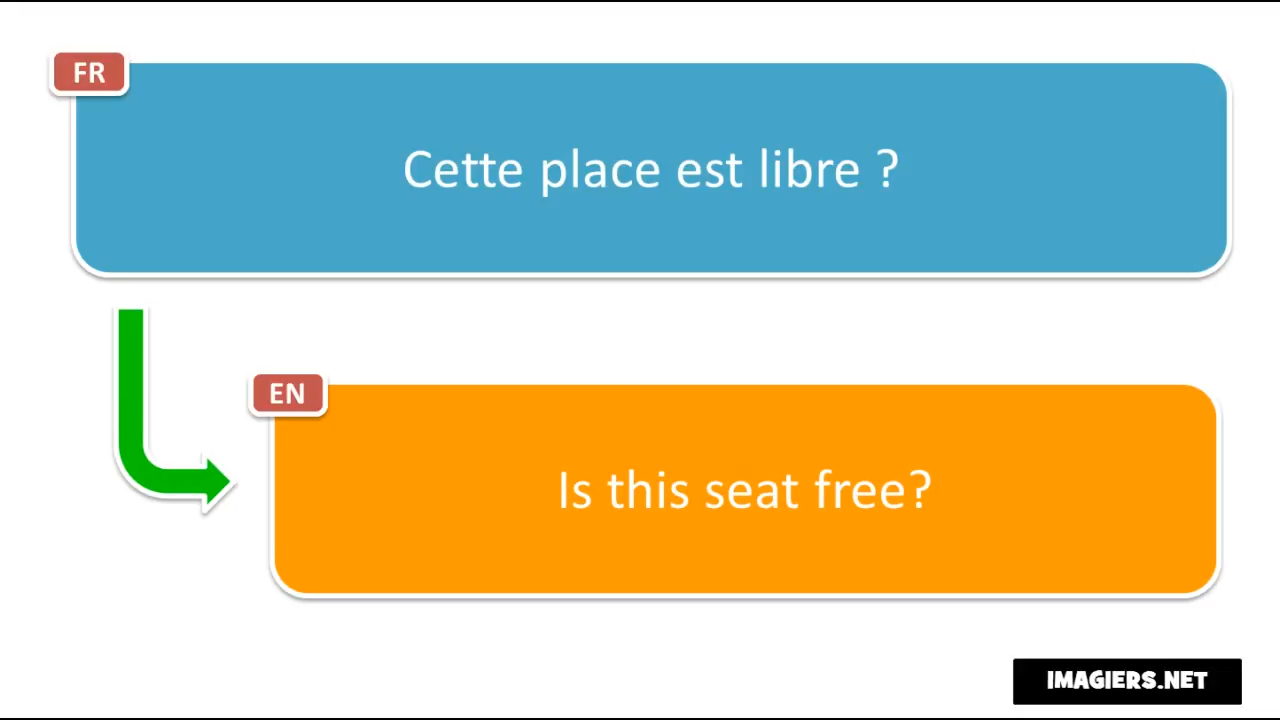 FR
Cette place est libre ?
EN
Is this seat free?
IMAGIERS.NET